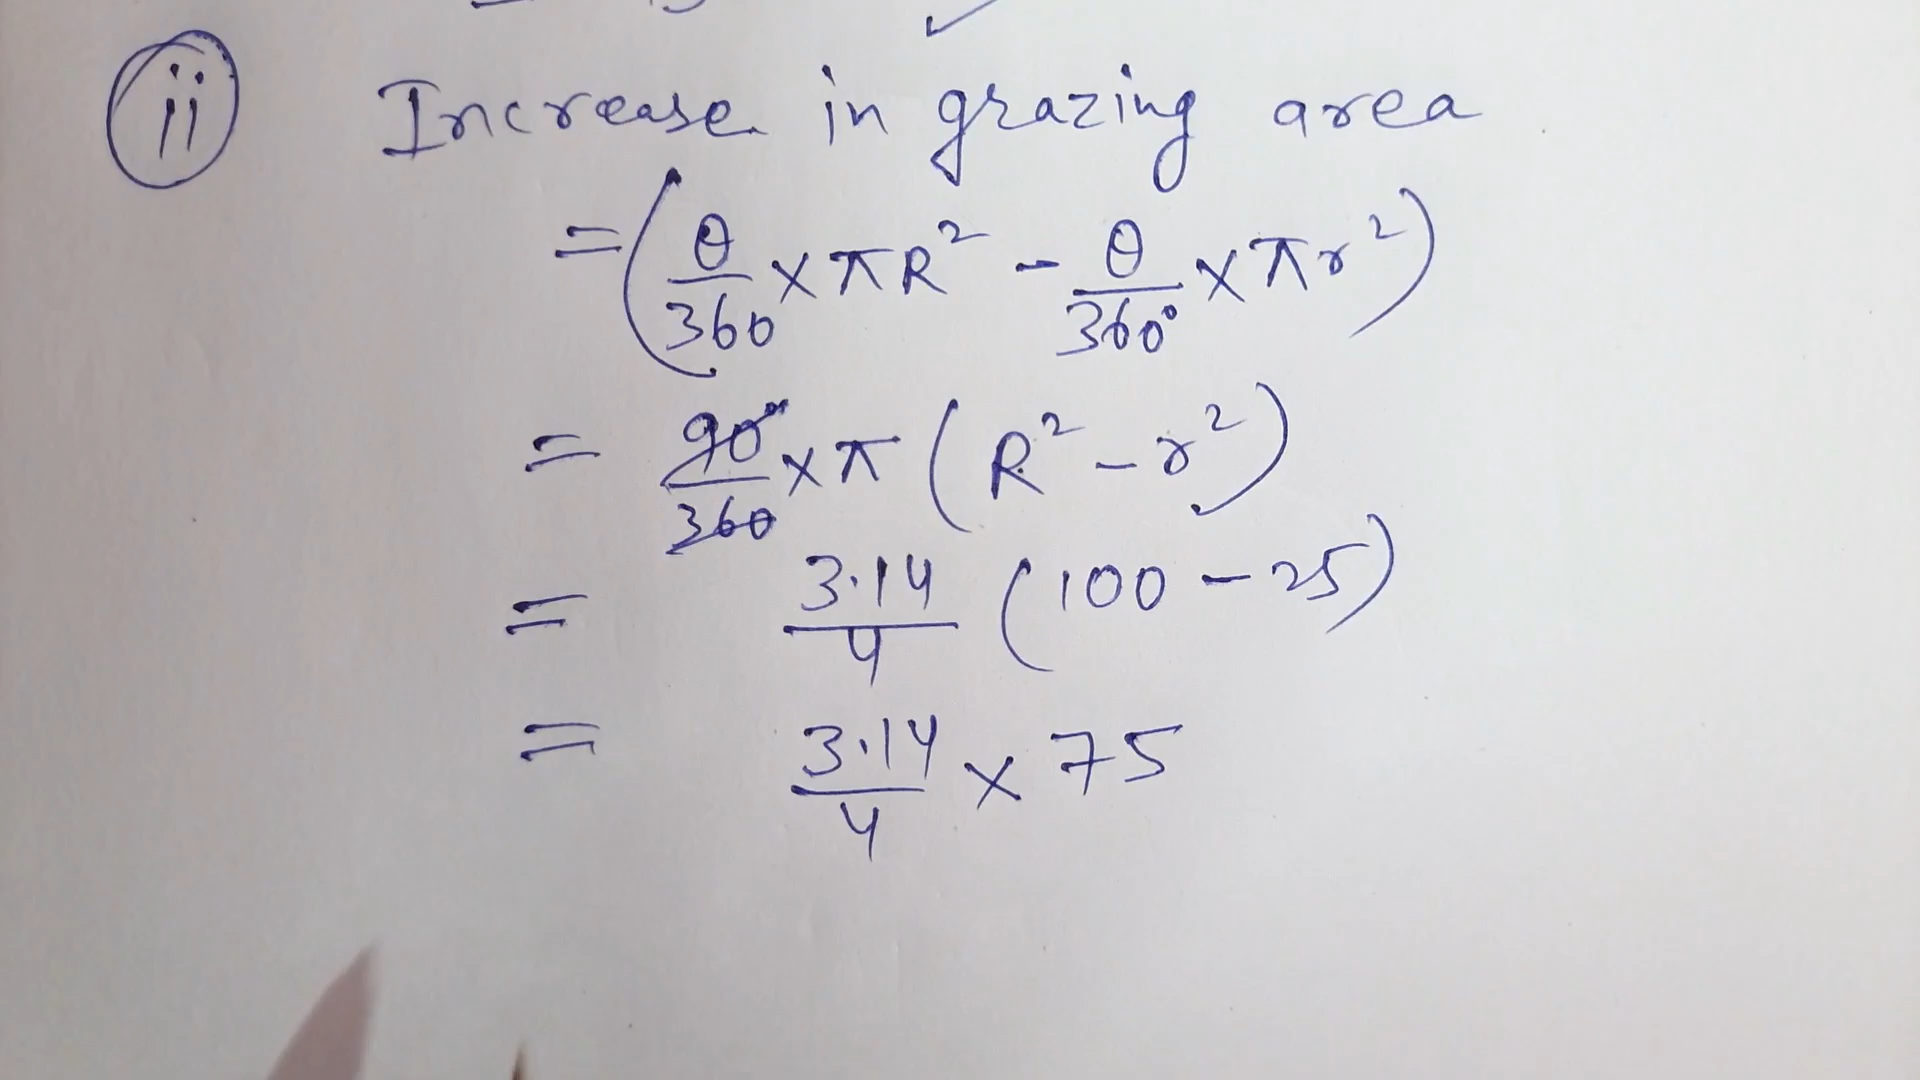 ii Increase in grazing area
= (θ/360 × πR² - θ/360° × πr²)
= 90°/360 × π (R² - r²)
= 3.14/4 (100 - 25)
= 3.14/4 × 75